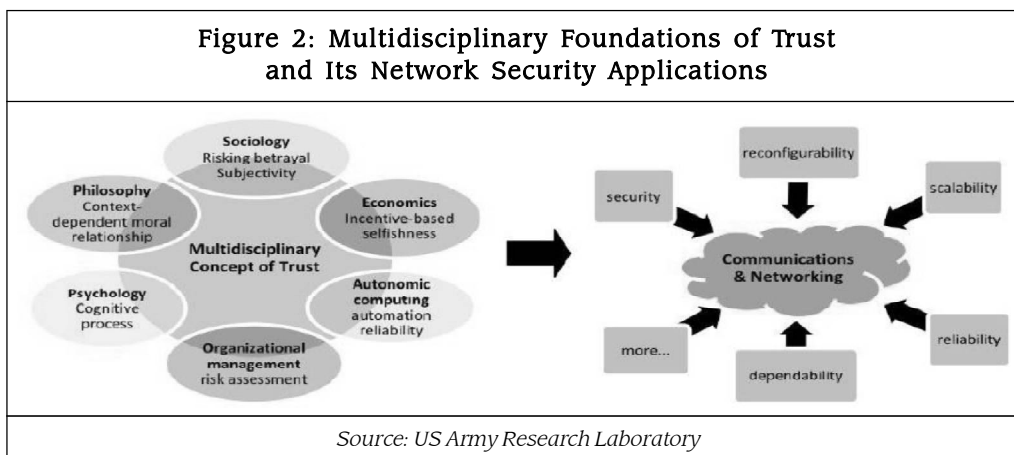 Figure 2: Multidisciplinary Foundations of Trust
and Its Network Security Applications
Sociology
Risking betrayal
Subjectivity
Philosophy
Context-
dependent moral
relationship
Economics
Incentive-based
selfishness
Multidisciplinary
Concept of Trust
Psychology
Cognitive
process
Autonomic
computing
automation
reliability
Organizational
management
risk assessment
reconfigurability
security
scalability
Communications
& Networking
more...
dependability
reliability
Source: US Army Research Laboratory